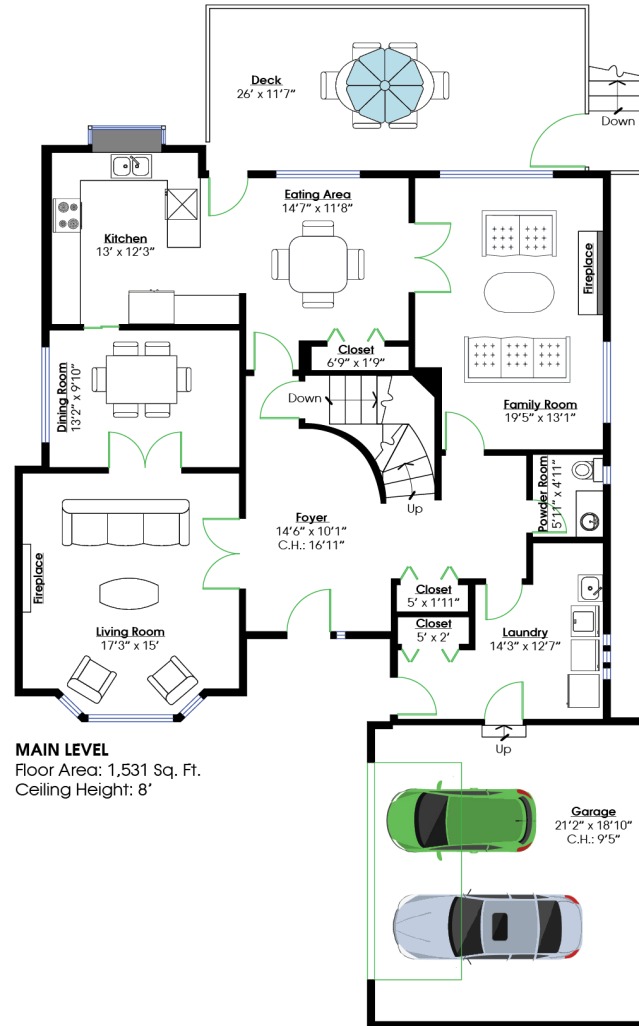 Deck
26' x 11'7"
Down
Eating Area
14'7" x 11'8"
Kitchen
13' x 12'3"
Fireplace
Closet
6'9" x 1'9"
Dining Room
13'2" x 9'10"
Down
Family Room
19'5" x 13'1"
Powder Room
5'11" x 4'11"
Up
Foyer
14'6" x 10'1"
C.H.: 16'11"
Fireplace
Closet
5' x 1'11"
Closet
5' x 2'
Living Room
17'3" x 15'
Laundry
14'3" x 12'7"
Up
MAIN LEVEL
Floor Area: 1,531 Sq. Ft.
Ceiling Height: 8'
Garage
21'2" x 18'10"
C.H.: 9'5"